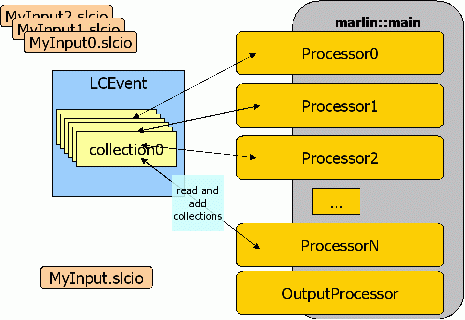 MyInput2.slcio
MyInput1.slcio
MyInput0.slcio
marlin::main
LCEvent
collection0
read and
add
collections
Processor0
Processor1
Processor2
...
ProcessorN
OutputProcessor
MyInput.slcio